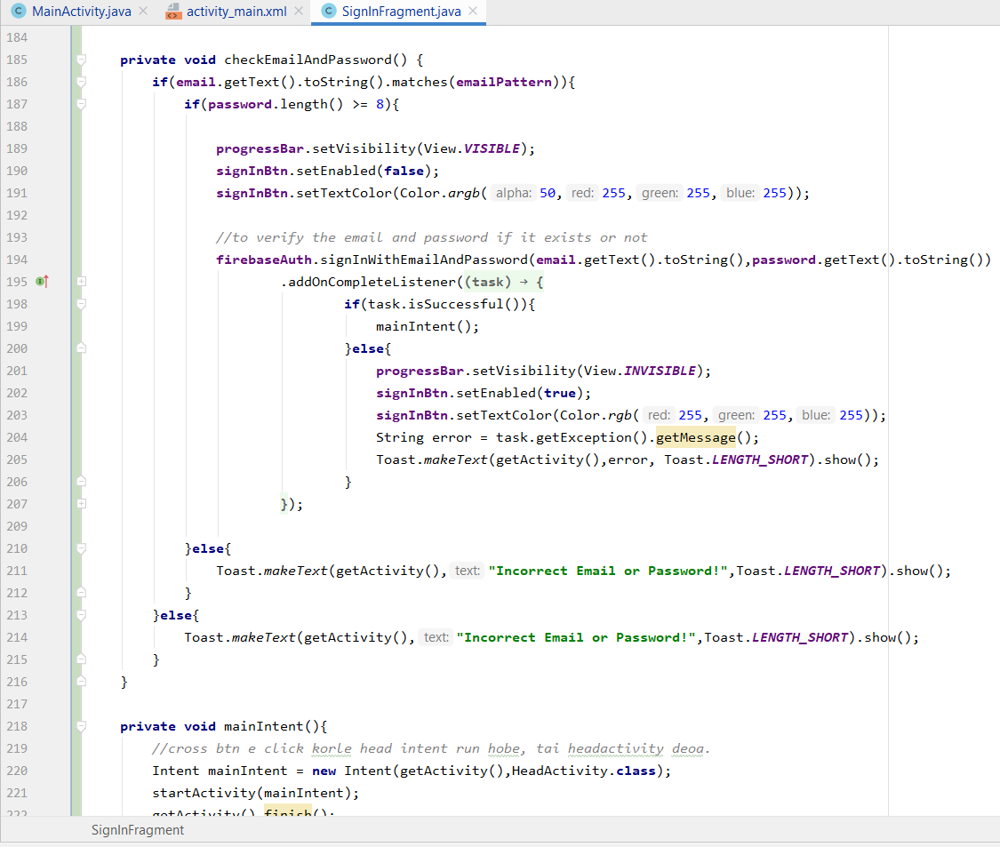 MainActivity.java activity_main.xml SignInFragment.java
184
185 private void checkEmailAndPassword() {
186 if(email.getText().toString().matches(emailPattern)){
187 if(password.length() >= 8){
188
189 progressBar.setVisibility(View.VISIBLE);
190 signInBtn.setEnabled(false);
191 signInBtn.setTextColor(Color.argb( alpha: 50, red: 255, green: 255, blue: 255));
192
193 //to verify the email and password if it exists or not
194 firebaseAuth.signInWithEmailAndPassword(email.getText().toString(),password.getText().toString())
195 .addOnCompleteListener((task) → {
198 if(task.isSuccessful()){
199 mainIntent();
200 }else{
201 progressBar.setVisibility(View.INVISIBLE);
202 signInBtn.setEnabled(true);
203 signInBtn.setTextColor(Color.rgb( red: 255, green: 255, blue: 255));
204 String error = task.getException().getMessage();
205 Toast.makeText(getActivity(),error, Toast.LENGTH_SHORT).show();
206 }
207 });
209
210 }else{
211 Toast.makeText(getActivity(), text: "Incorrect Email or Password!",Toast.LENGTH_SHORT).show();
212 }
213 }else{
214 Toast.makeText(getActivity(), text: "Incorrect Email or Password!",Toast.LENGTH_SHORT).show();
215 }
216 }
217
218 private void mainIntent(){
219 //cross btn e click korle head intent run hobe, tai headactivity deoa.
220 Intent mainIntent = new Intent(getActivity(),HeadActivity.class);
221 startActivity(mainIntent);
222 getActivity().finish();
SignInFragment